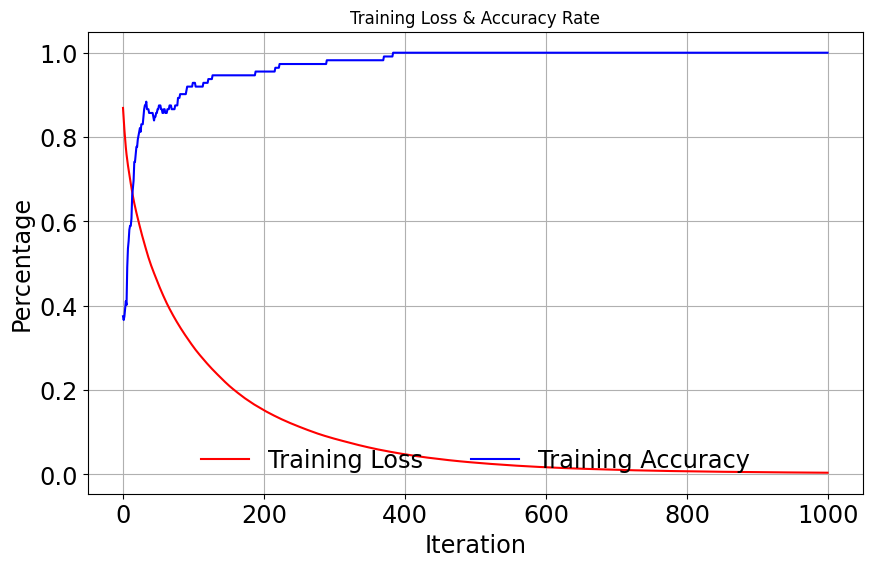 Training Loss & Accuracy Rate
1.0
0.8
0.6
0.4
0.2
0.0
Percentage
Training Loss
Training Accuracy
0 200 400 600 800 1000
Iteration